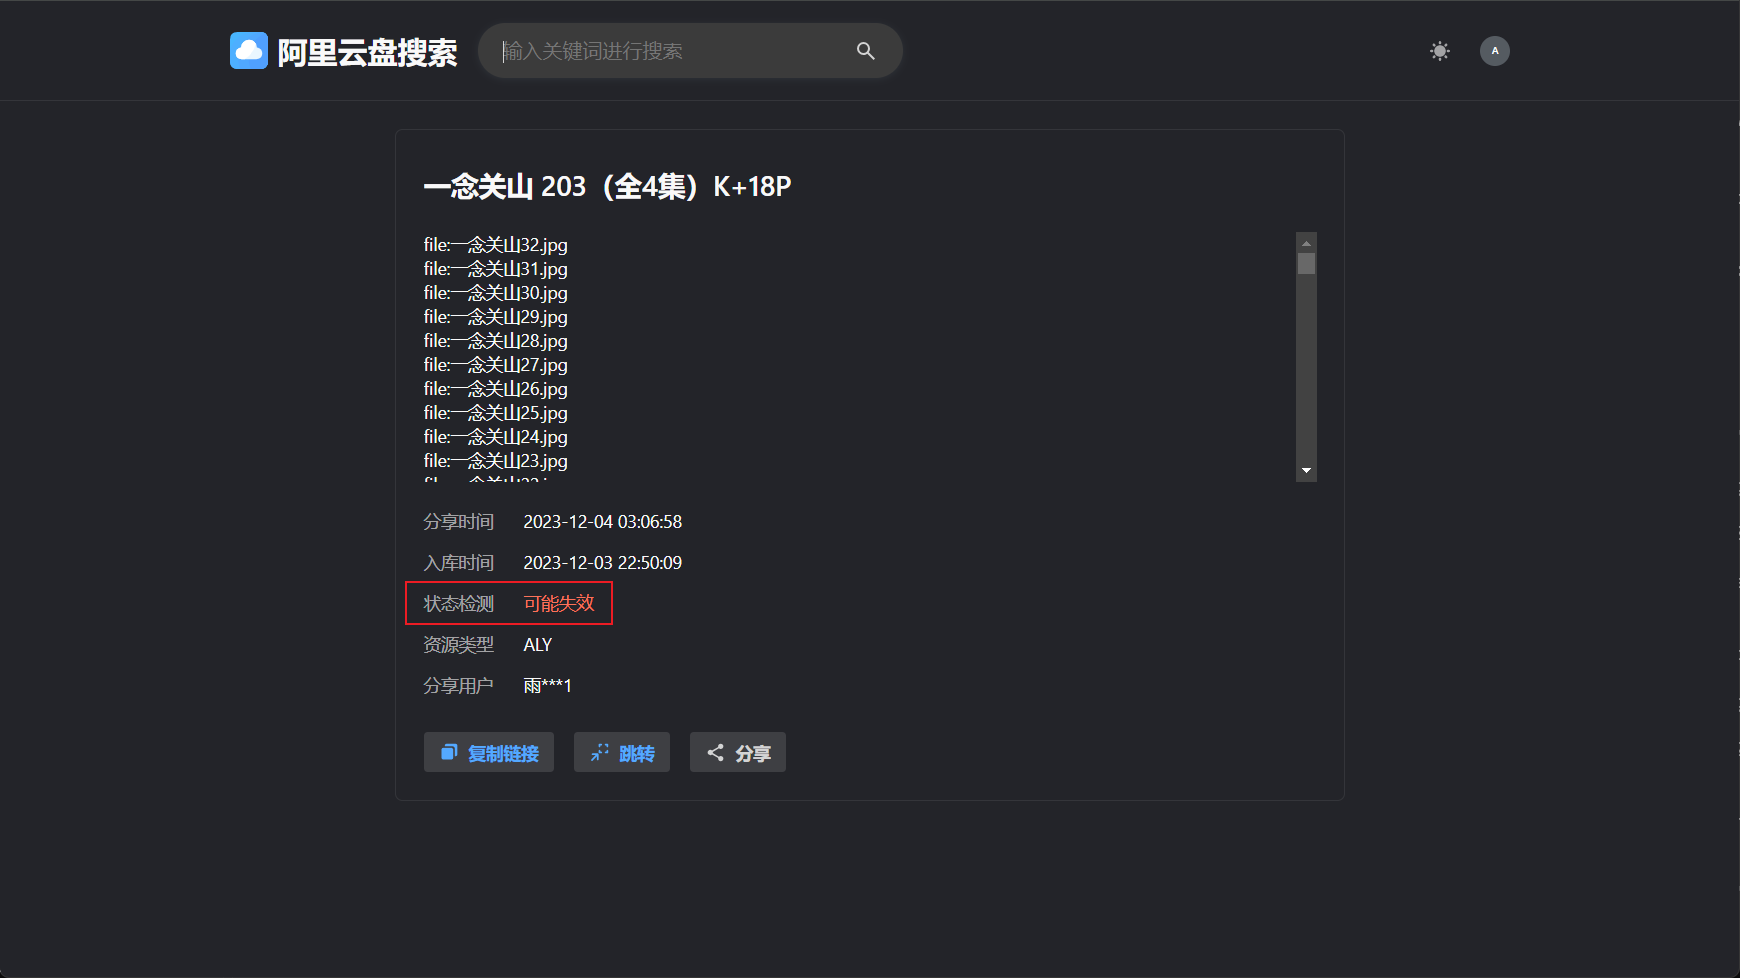 阿里云盘搜索
输入关键词进行搜索
A
一念关山 203（全4集）K+18P
file:一念关山32.jpg
file:一念关山31.jpg
file:一念关山30.jpg
file:一念关山29.jpg
file:一念关山28.jpg
file:一念关山27.jpg
file:一念关山26.jpg
file:一念关山25.jpg
file:一念关山24.jpg
file:一念关山23.jpg
分享时间 2023-12-04 03:06:58
入库时间 2023-12-03 22:50:09
状态检测 可能失效
资源类型 ALY
分享用户 雨***1
复制链接 跳转 分享